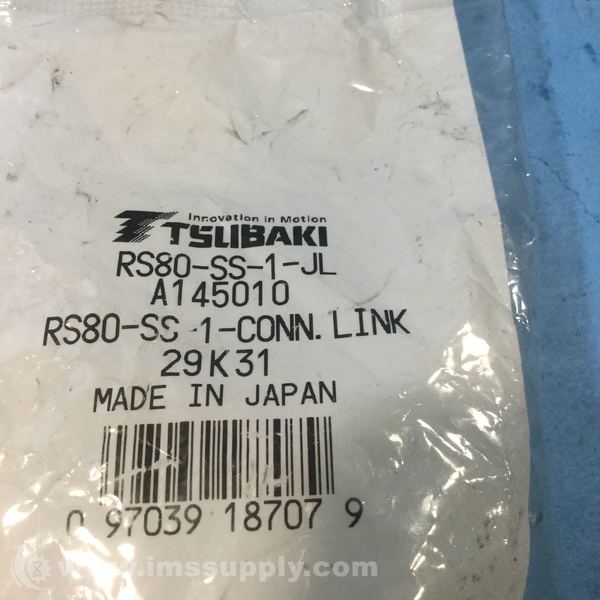 Innovation in Motion
TSUBAKI
RS80-SS-1-JL
A145010
RS80-SS 1-CONN. LINK
29K31
MADE IN JAPAN
0 97039 18707 9
© www.imssupply.com